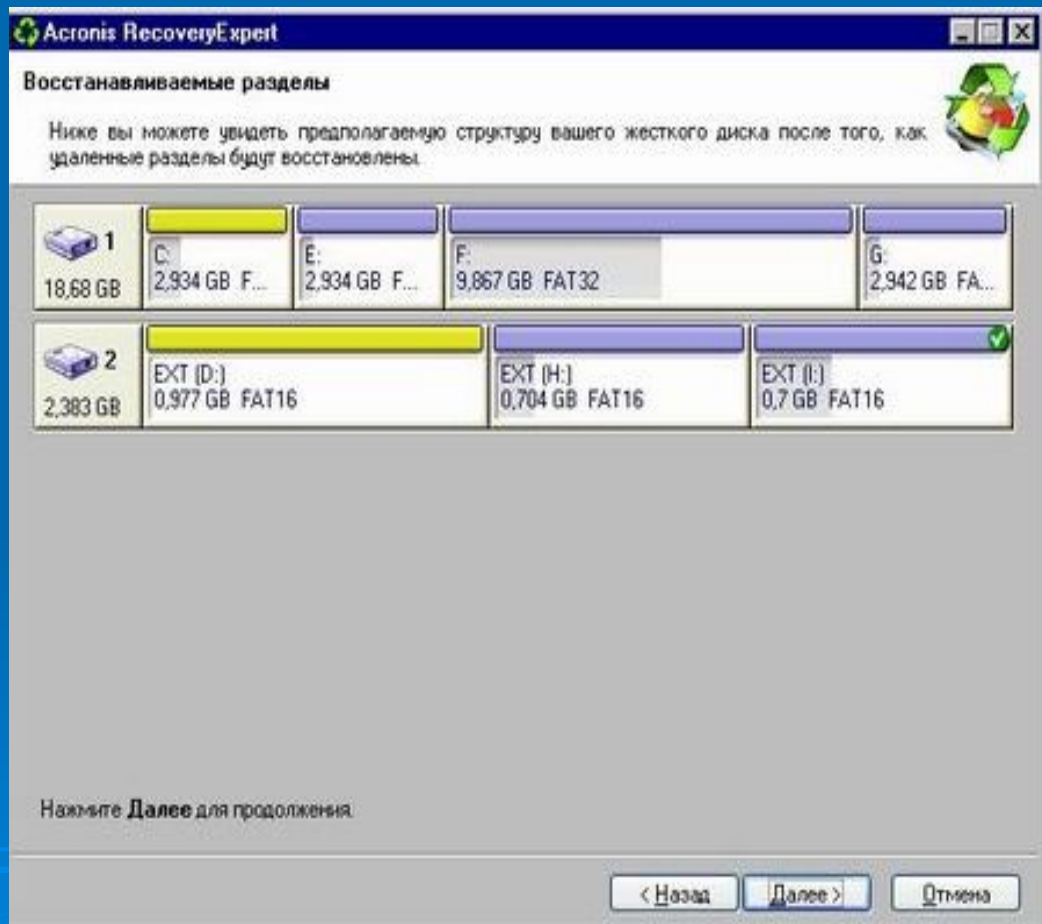 Acronis RecoveryExpert
Восстанавливаемые разделы
Ниже вы можете увидеть предполагаемую структуру вашего жесткого диска после того, как
удаленные разделы будут восстановлены.
1
18,68 GB
C:
2,934 GB F...
E:
2,934 GB F...
F:
9,867 GB FAT32
G:
2,942 GB FA...
2
2,383 GB
EXT (D:)
0,977 GB FAT16
EXT (H:)
0,704 GB FAT16
EXT (I:)
0,7 GB FAT16
Нажмите Далее для продолжения.
< Назад
Далее >
Отмена